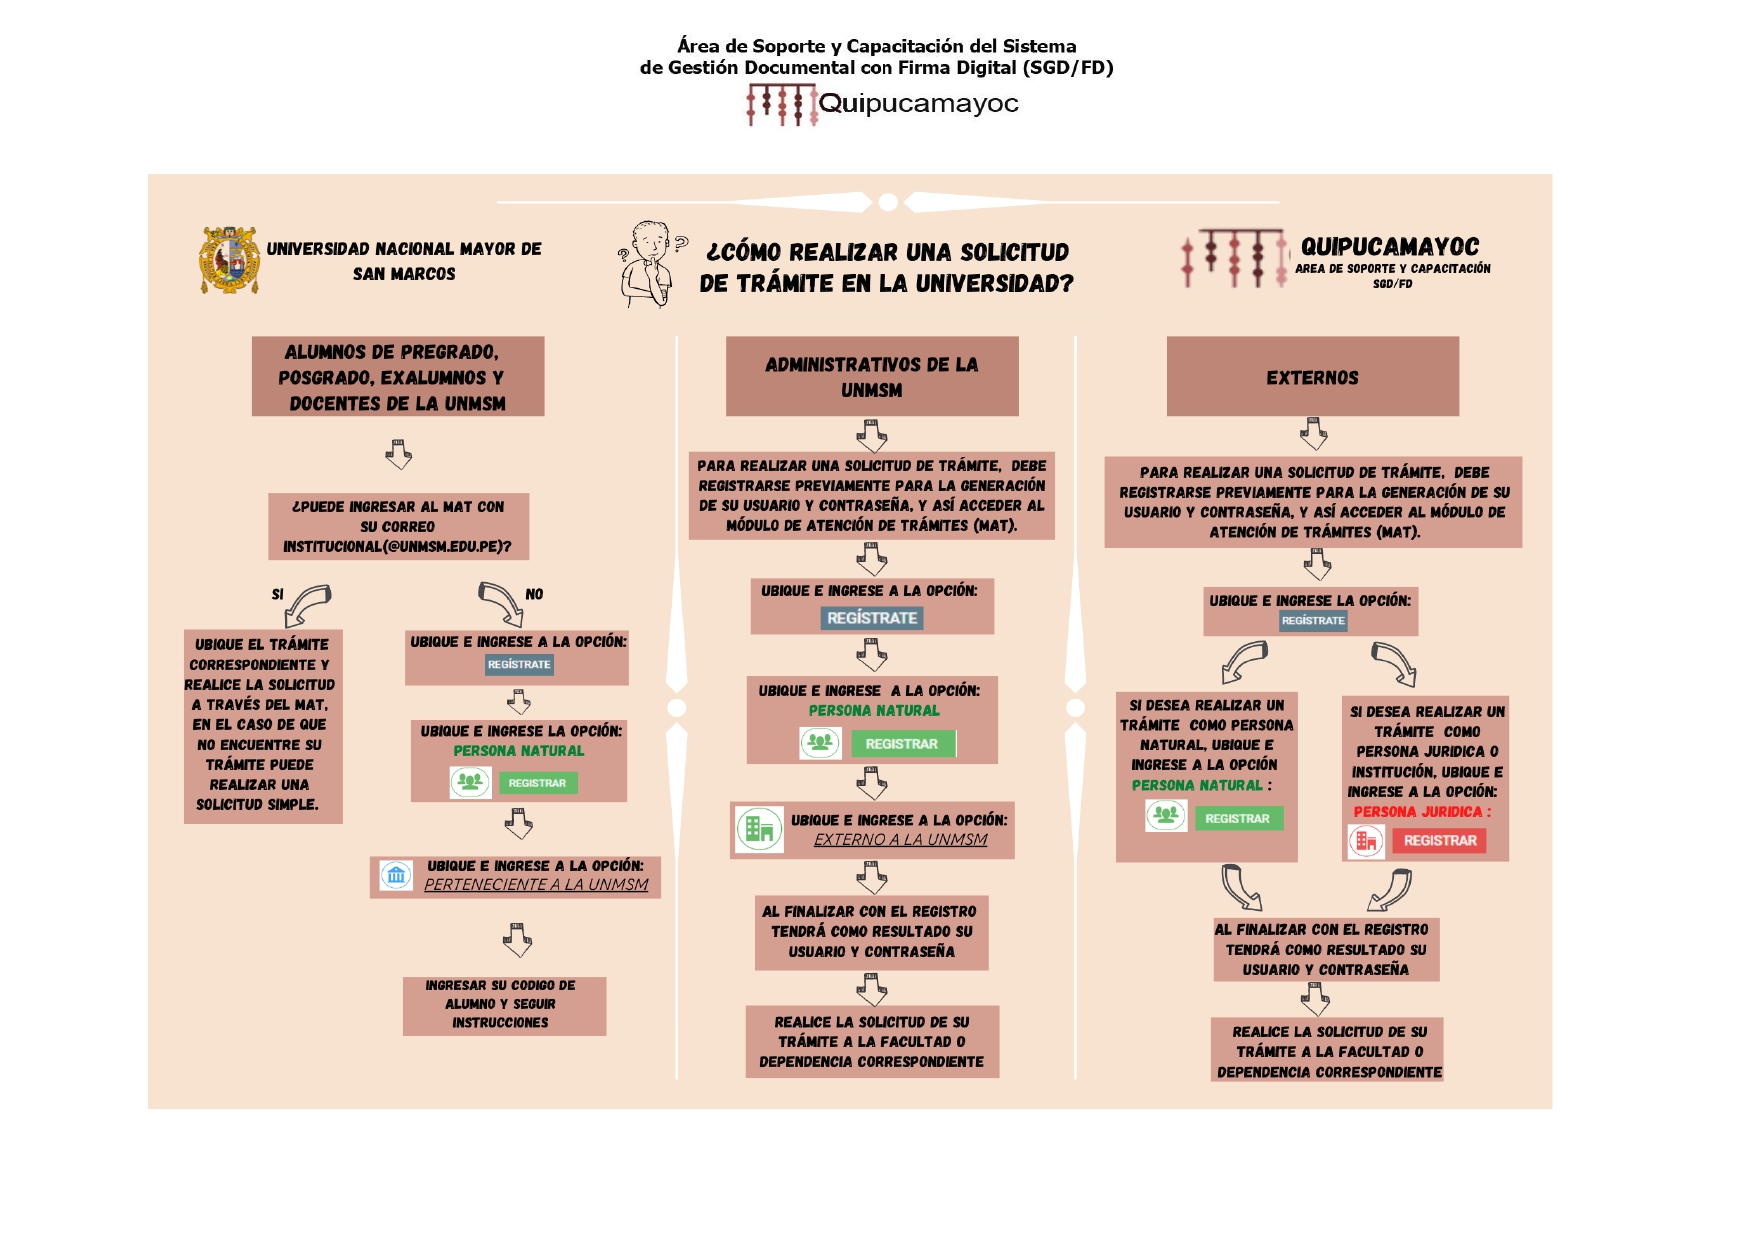 Área de Soporte y Capacitación del Sistema
de Gestión Documental con Firma Digital (SGD/FD)
Quipucamayoc
UNIVERSIDAD NACIONAL MAYOR DE
SAN MARCOS
¿CÓMO REALIZAR UNA SOLICITUD
DE TRÁMITE EN LA UNIVERSIDAD?
QUIPUCAMAYOC
AREA DE SOPORTE Y CAPACITACIÓN
SGD/FD
ALUMNOS DE PREGRADO,
POSGRADO, EXALUMNOS Y
DOCENTES DE LA UNMSM
¿PUEDE INGRESAR AL MAT CON
SU CORREO
INSTITUCIONAL(@UNMSM.EDU.PE)?
SI
NO
UBIQUE EL TRÁMITE
CORRESPONDIENTE Y
REALICE LA SOLICITUD
A TRAVÉS DEL MAT,
EN EL CASO DE QUE
NO ENCUENTRE SU
TRÁMITE PUEDE
REALIZAR UNA
SOLICITUD SIMPLE.
UBIQUE E INGRESE A LA OPCIÓN:
REGÍSTRATE
UBIQUE E INGRESE LA OPCIÓN:
PERSONA NATURAL
REGISTRAR
UBIQUE E INGRESE A LA OPCIÓN:
PERTENECIENTE A LA UNMSM
INGRESAR SU CODIGO DE
ALUMNO Y SEGUIR
INSTRUCCIONES
ADMINISTRATIVOS DE LA
UNMSM
PARA REALIZAR UNA SOLICITUD DE TRÁMITE, DEBE
REGISTRARSE PREVIAMENTE PARA LA GENERACIÓN
DE SU USUARIO Y CONTRASEÑA, Y ASÍ ACCEDER AL
MÓDULO DE ATENCIÓN DE TRÁMITES (MAT).
UBIQUE E INGRESE A LA OPCIÓN:
REGÍSTRATE
UBIQUE E INGRESE A LA OPCIÓN:
PERSONA NATURAL
REGISTRAR
UBIQUE E INGRESE A LA OPCIÓN:
EXTERNO A LA UNMSM
AL FINALIZAR CON EL REGISTRO
TENDRÁ COMO RESULTADO SU
USUARIO Y CONTRASEÑA
REALICE LA SOLICITUD DE SU
TRÁMITE A LA FACULTAD O
DEPENDENCIA CORRESPONDIENTE
EXTERNOS
PARA REALIZAR UNA SOLICITUD DE TRÁMITE, DEBE
REGISTRARSE PREVIAMENTE PARA LA GENERACIÓN DE SU
USUARIO Y CONTRASEÑA, Y ASÍ ACCEDER AL MÓDULO DE
ATENCIÓN DE TRÁMITES (MAT).
UBIQUE E INGRESE LA OPCIÓN:
REGÍSTRATE
SI DESEA REALIZAR UN
TRÁMITE COMO PERSONA
NATURAL, UBIQUE E
INGRESE A LA OPCIÓN
PERSONA NATURAL :
REGISTRAR
SI DESEA REALIZAR UN
TRÁMITE COMO
PERSONA JURIDICA O
INSTITUCIÓN, UBIQUE E
INGRESE A LA OPCIÓN:
PERSONA JURIDICA :
REGISTRAR
AL FINALIZAR CON EL REGISTRO
TENDRÁ COMO RESULTADO SU
USUARIO Y CONTRASEÑA
REALICE LA SOLICITUD DE SU
TRÁMITE A LA FACULTAD O
DEPENDENCIA CORRESPONDIENTE